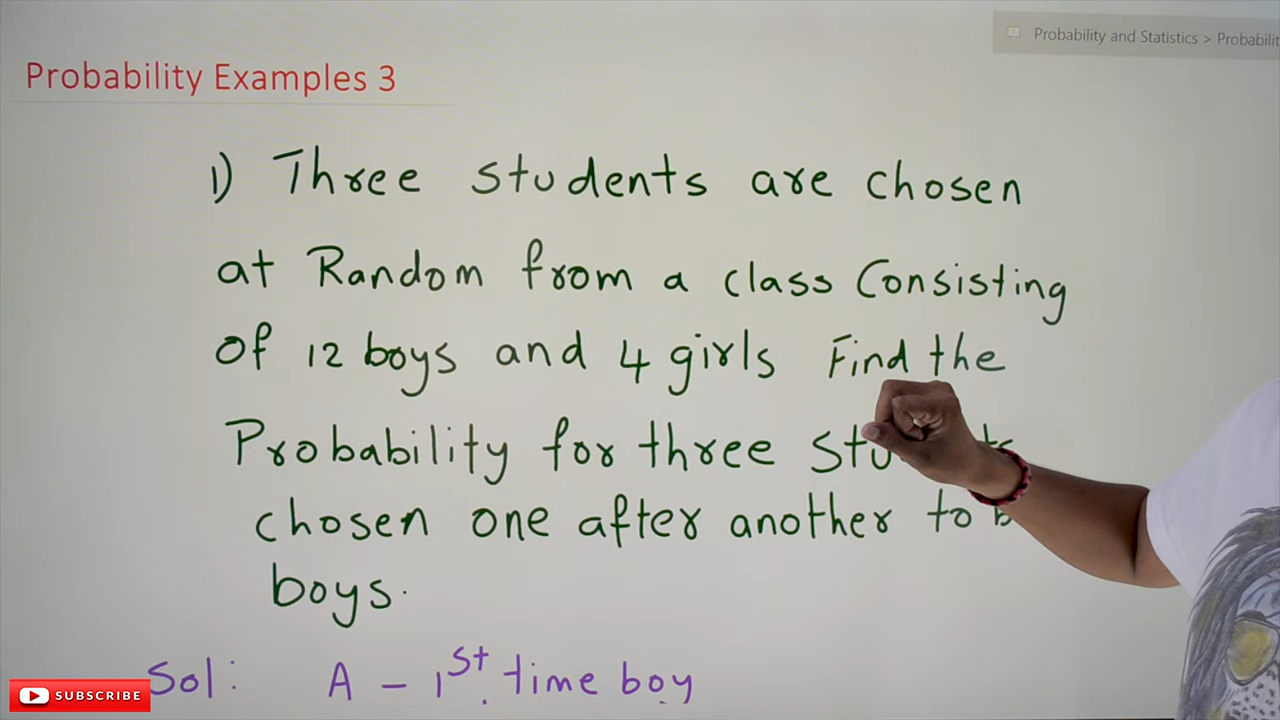 Probability and Statistics > Probabilit
Probability Examples 3
1) Three students are chosen
at Random from a class Consisting
of 12 boys and 4 girls Find the
Probability for three
chosen one after another to
boys.
Sol: A - 1st time boy
SUBSCRIBE